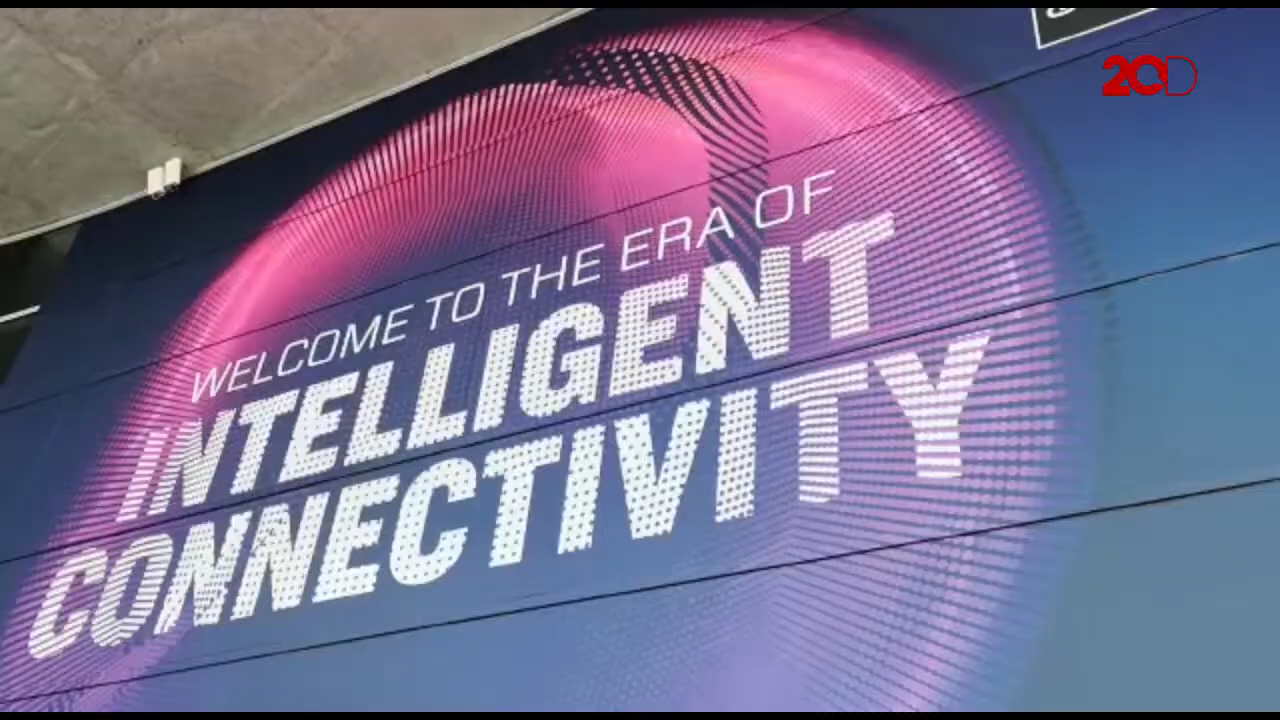 20D
WELCOME TO THE ERA OF
INTELLIGENT
CONNECTIVITY